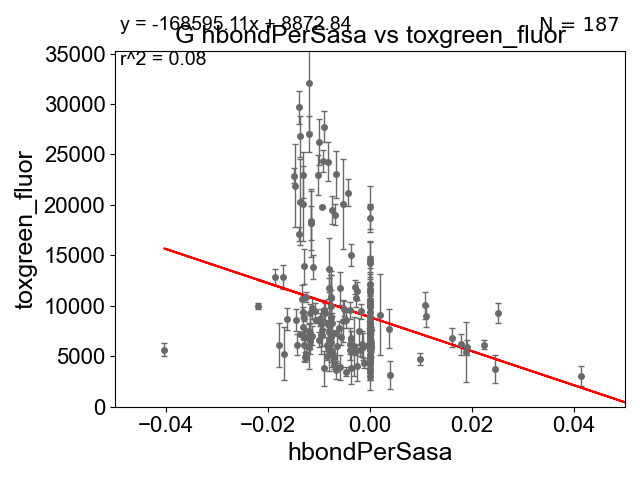 y = -168595.11x + 8872.84
N = 187
G hbondPerSasa vs toxgreen_fluor
r^2 = 0.08
35000
30000
25000
20000
15000
10000
5000
0
toxgreen_fluor
−0.04
−0.02
0.00
0.02
0.04
hbondPerSasa